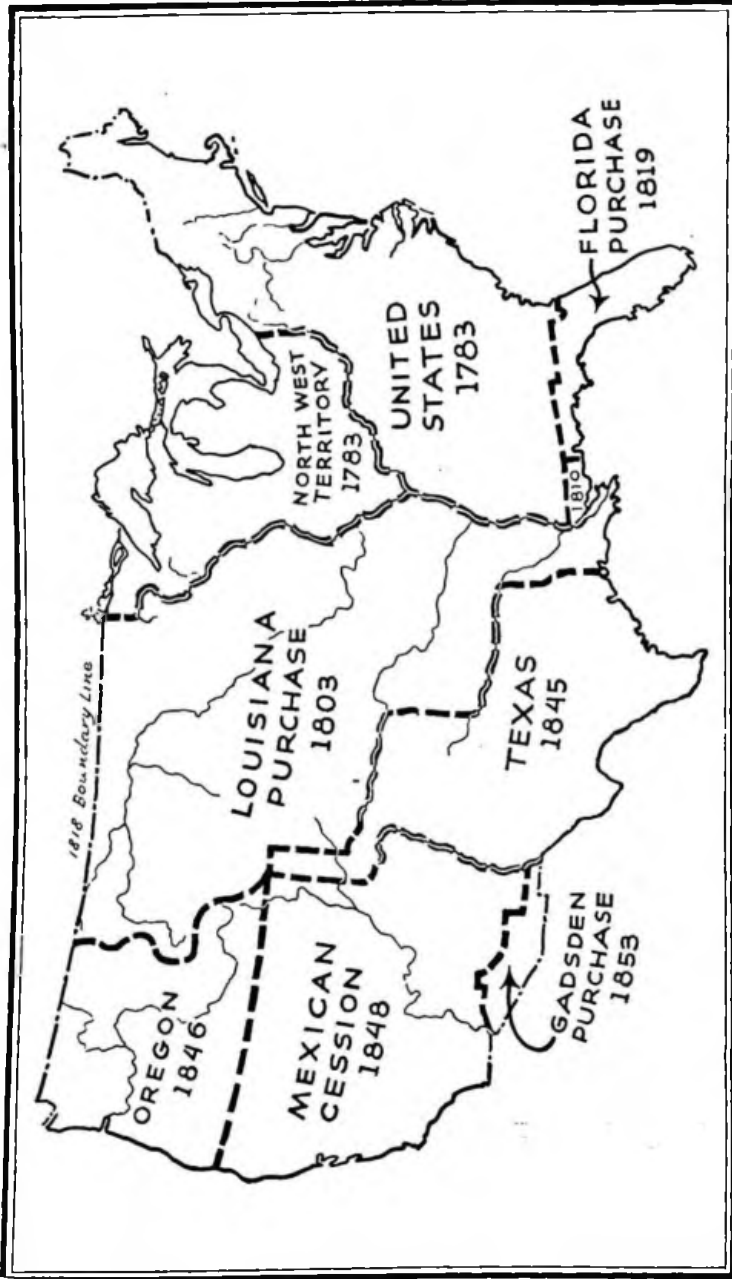 1818 Boundary Line
OREGON
1846
LOUISIANA
PURCHASE
1803
NORTH WEST
TERRITORY
1783
UNITED
STATES
1783
MEXICAN
CESSION
1848
TEXAS
1845
1810
FLORIDA
PURCHASE
1819
GADSDEN
PURCHASE
1853